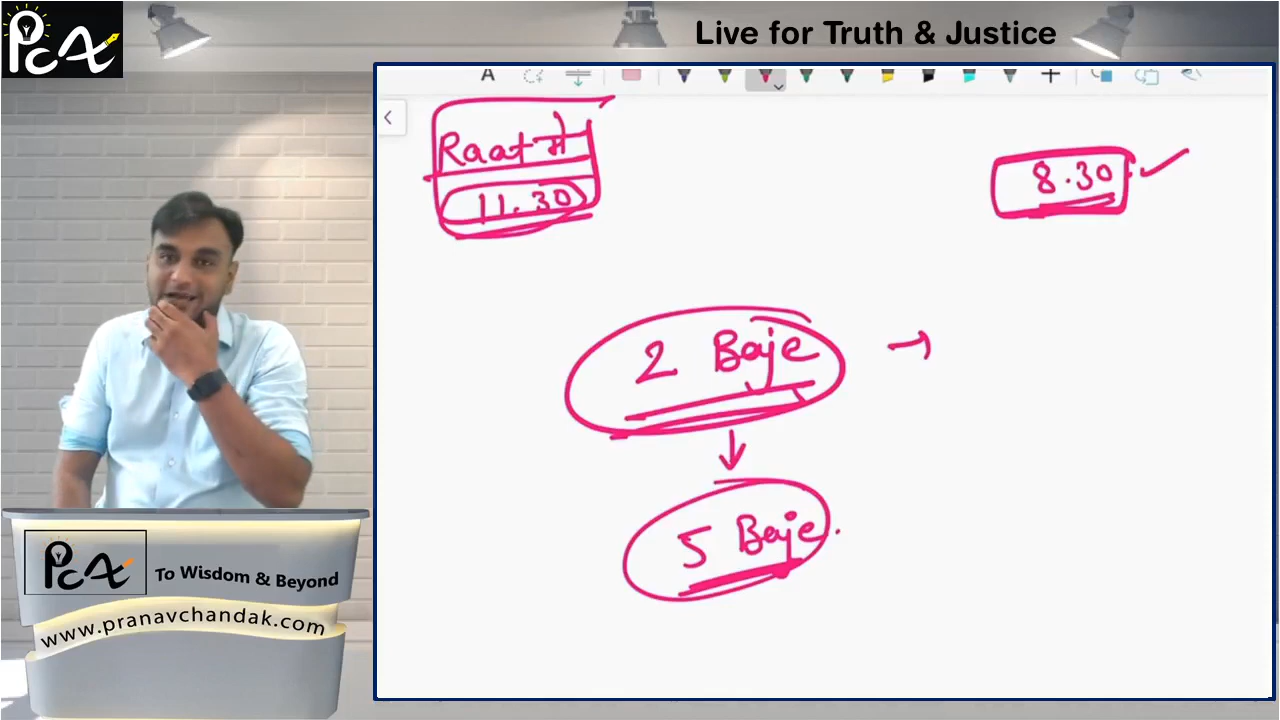 PCA
Live for Truth & Justice
A
Raat में
11.30
8.30
2 Baje →
↓
5 Baje.
PCA
To Wisdom & Beyond
www.pranavchandak.com